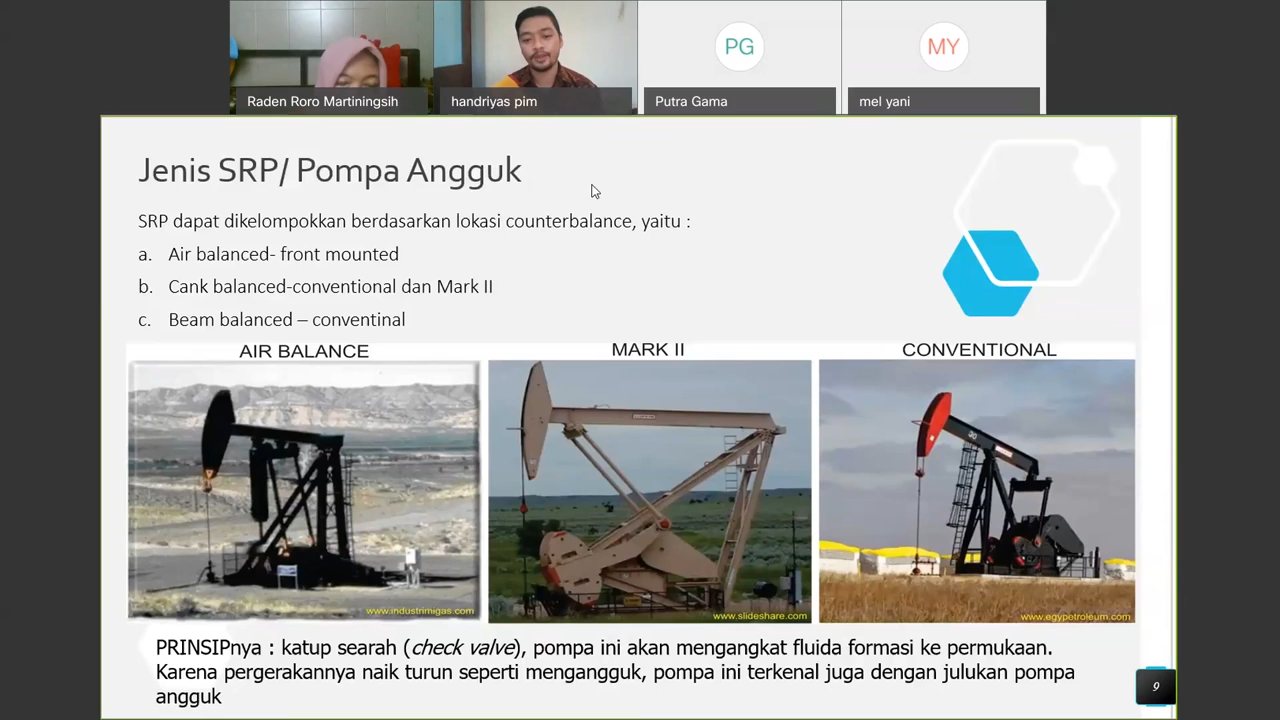 PG
MY
Raden Roro Martiningsih
handriyas pim
Putra Gama
mel yani
Jenis SRP/ Pompa Angguk
SRP dapat dikelompokkan berdasarkan lokasi counterbalance, yaitu :
a. Air balanced- front mounted
b. Cank balanced-conventional dan Mark II
c. Beam balanced – conventinal
AIR BALANCE
MARK II
CONVENTIONAL
30
www.industrimigas.com
www.slideshare.com
www.egypetroleum.com
PRINSIPnya : katup searah (check valve), pompa ini akan mengangkat fluida formasi ke permukaan.
Karena pergerakannya naik turun seperti mengangguk, pompa ini terkenal juga dengan julukan pompa
angguk
9